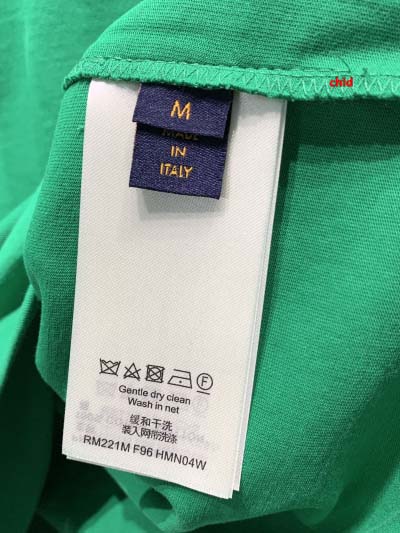 chid
M
MADE
IN
ITALY
F
Gentle dry clean
Wash in net
缓和干洗
装入网形洗涤
RM221M F96 HMN04W